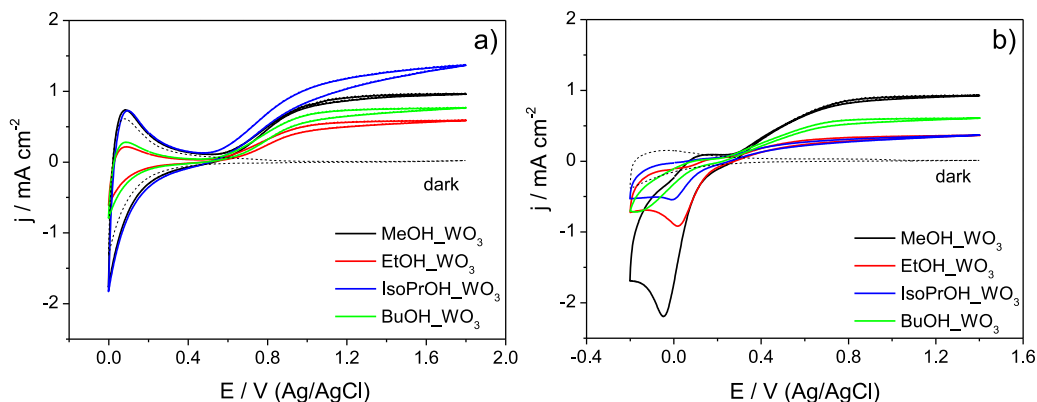 a)
j / mA cm-2
2
1
0
-1
-2
dark
MeOH_WO3
EtOH_WO3
IsoPrOH_WO3
BuOH_WO3
0.0 0.4 0.8 1.2 1.6 2.0
E / V (Ag/AgCl)
b)
j / mA cm-2
2
1
0
-1
-2
dark
MeOH_WO3
EtOH_WO3
IsoPrOH_WO3
BuOH_WO3
-0.4 0.0 0.4 0.8 1.2 1.6
E / V (Ag/AgCl)